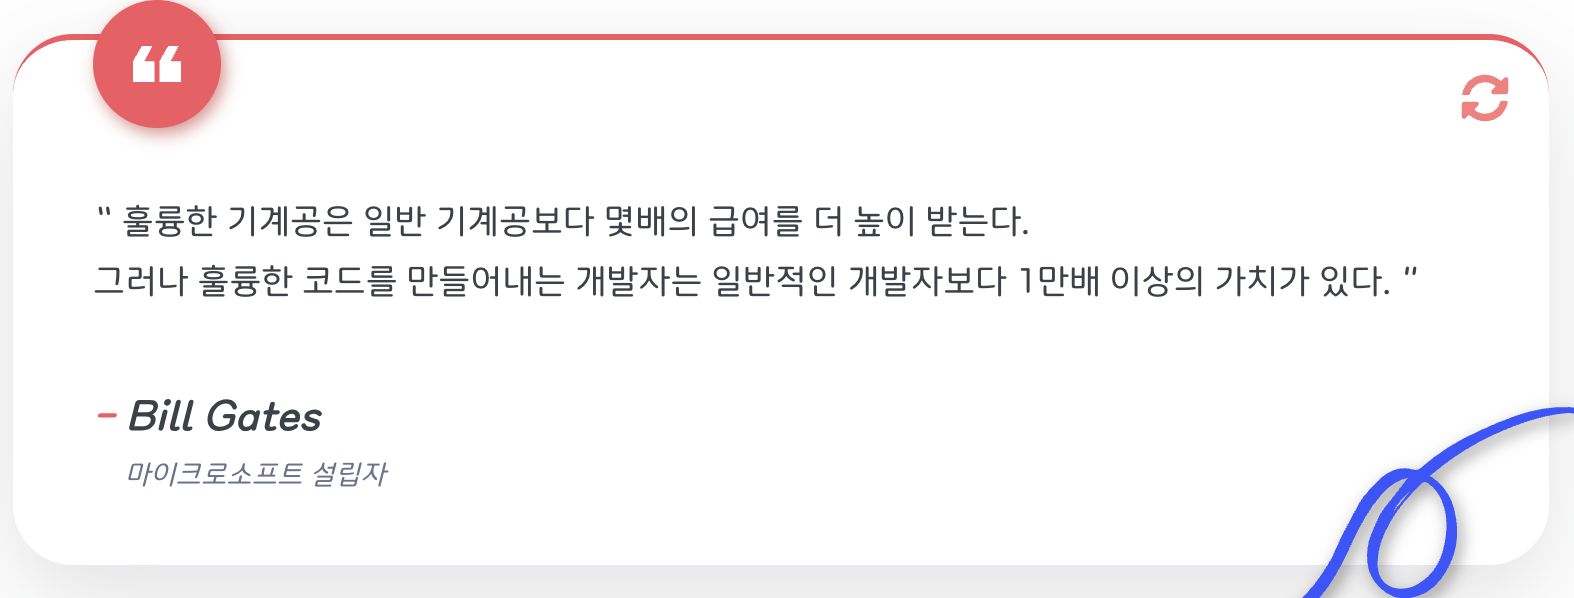 ❝
" 훌륭한 기계공은 일반 기계공보다 몇배의 급여를 더 높이 받는다.
그러나 훌륭한 코드를 만들어내는 개발자는 일반적인 개발자보다 1만배 이상의 가치가 있다. "
- Bill Gates
마이크로소프트 설립자